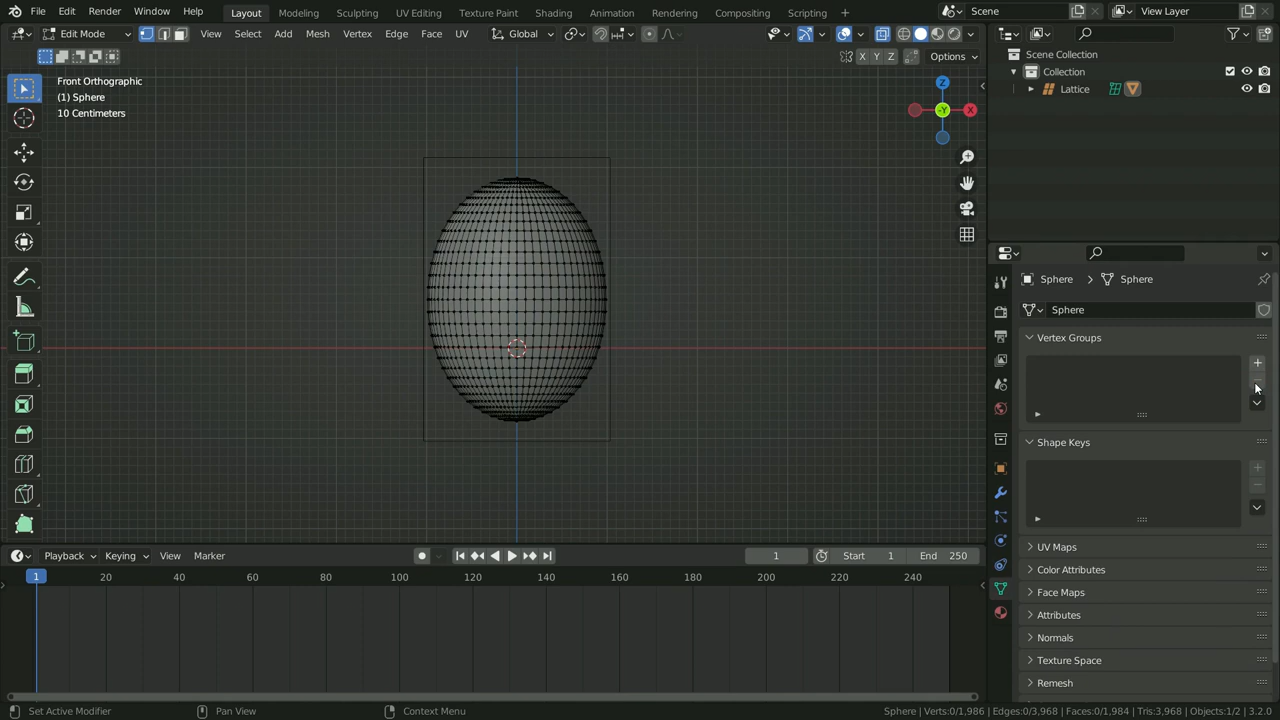 File Edit Render Window Help Layout Modeling Sculpting UV Editing Texture Paint Shading Animation Rendering Compositing Scripting Scene View Layer
Edit Mode View Select Add Mesh Vertex Edge Face UV Global
X Y Z Options
Front Orthographic
(1) Sphere
10 Centimeters
Z
-Y X
Scene Collection
Collection
Lattice
Sphere Sphere
Sphere
Vertex Groups
Shape Keys
UV Maps
Color Attributes
Face Maps
Attributes
Normals
Texture Space
Remesh
Playback Keying View Marker 1 Start 1 End 250
1 20 40 60 80 100 120 140 160 180 200 220 240
Set Active Modifier Pan View Context Menu Sphere | Verts:0/1,986 | Edges:0/3,968 | Faces:0/1,984 | Tris:3,968 | Objects:1/2 | 3.2.0